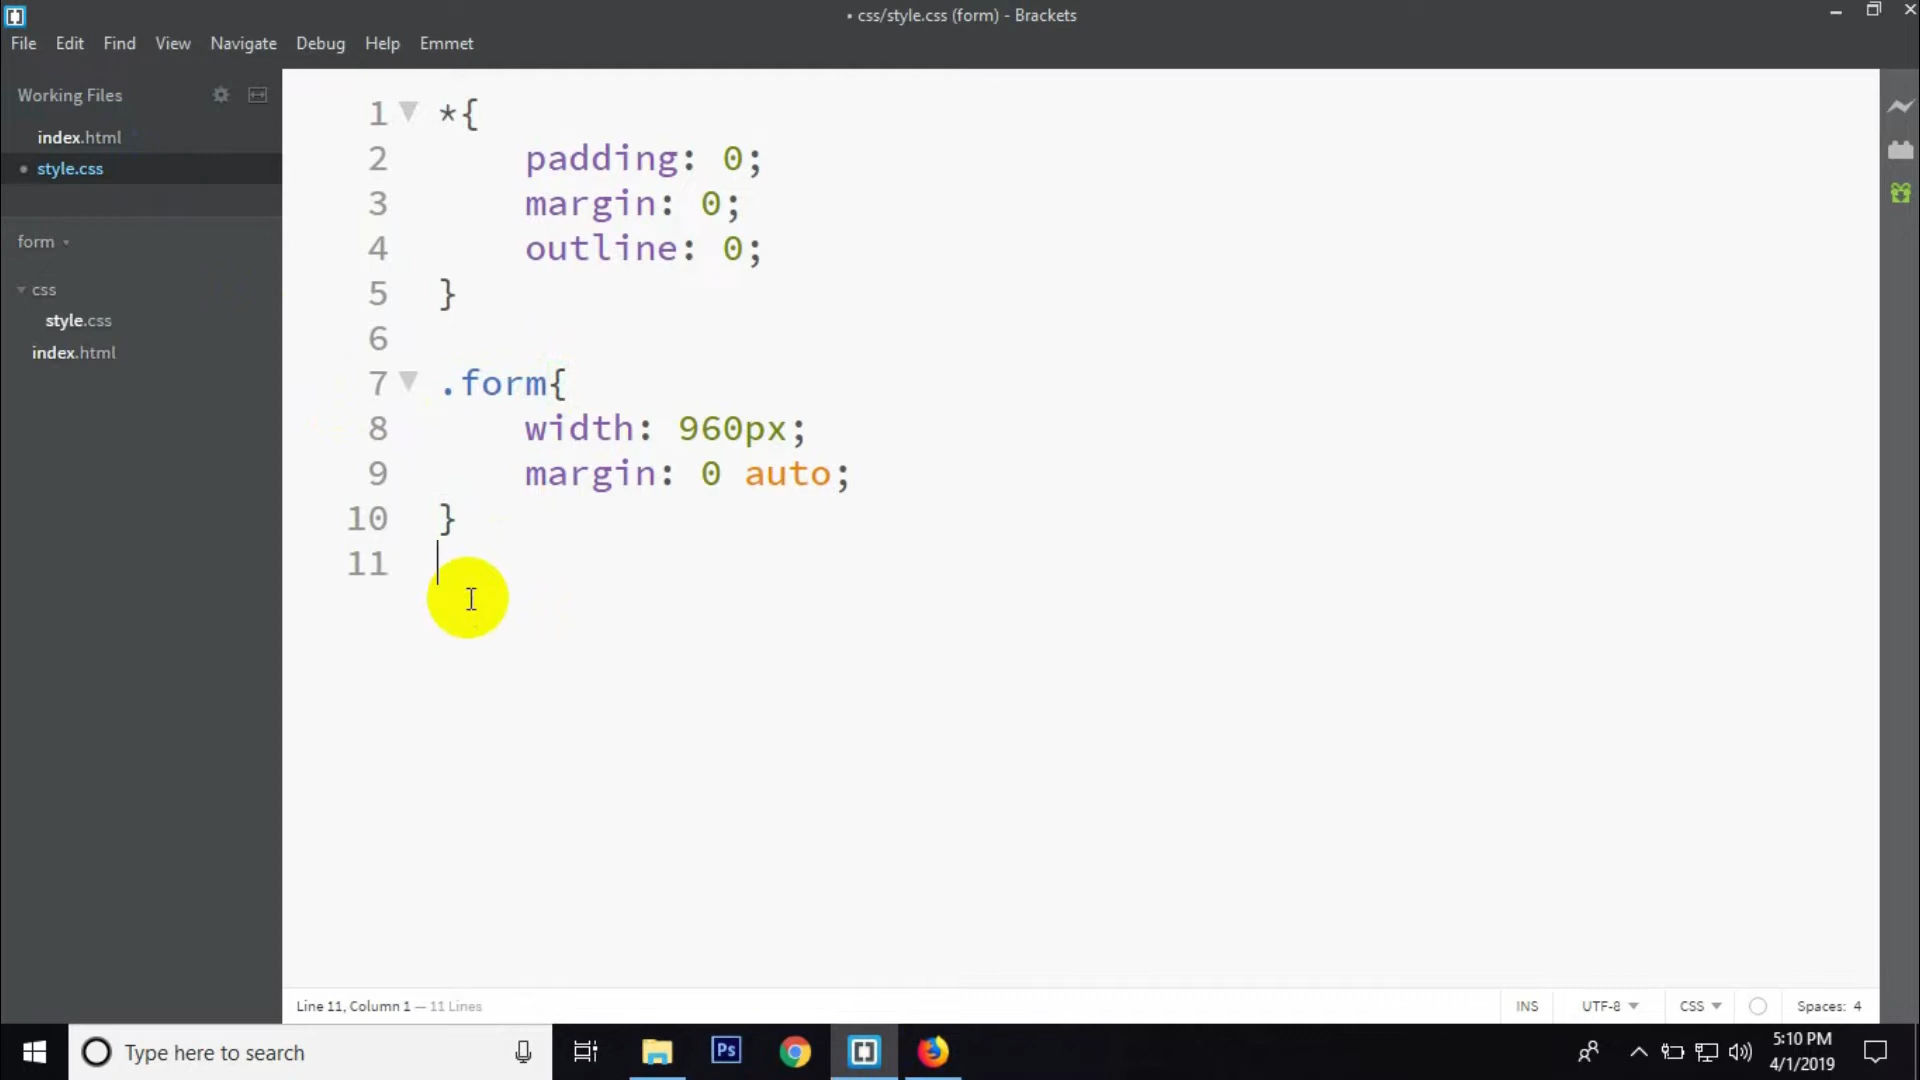 • css/style.css (form) - Brackets
File Edit Find View Navigate Debug Help Emmet
Working Files
index.html
• style.css
form
css
style.css
index.html
1 *{
2 padding: 0;
3 margin: 0;
4 outline: 0;
5 }
6
7 .form{
8 width: 960px;
9 margin: 0 auto;
10 }
11
Line 11, Column 1 — 11 Lines
INS UTF-8 CSS Spaces: 4
Type here to search
Ps
5:10 PM
4/1/2019